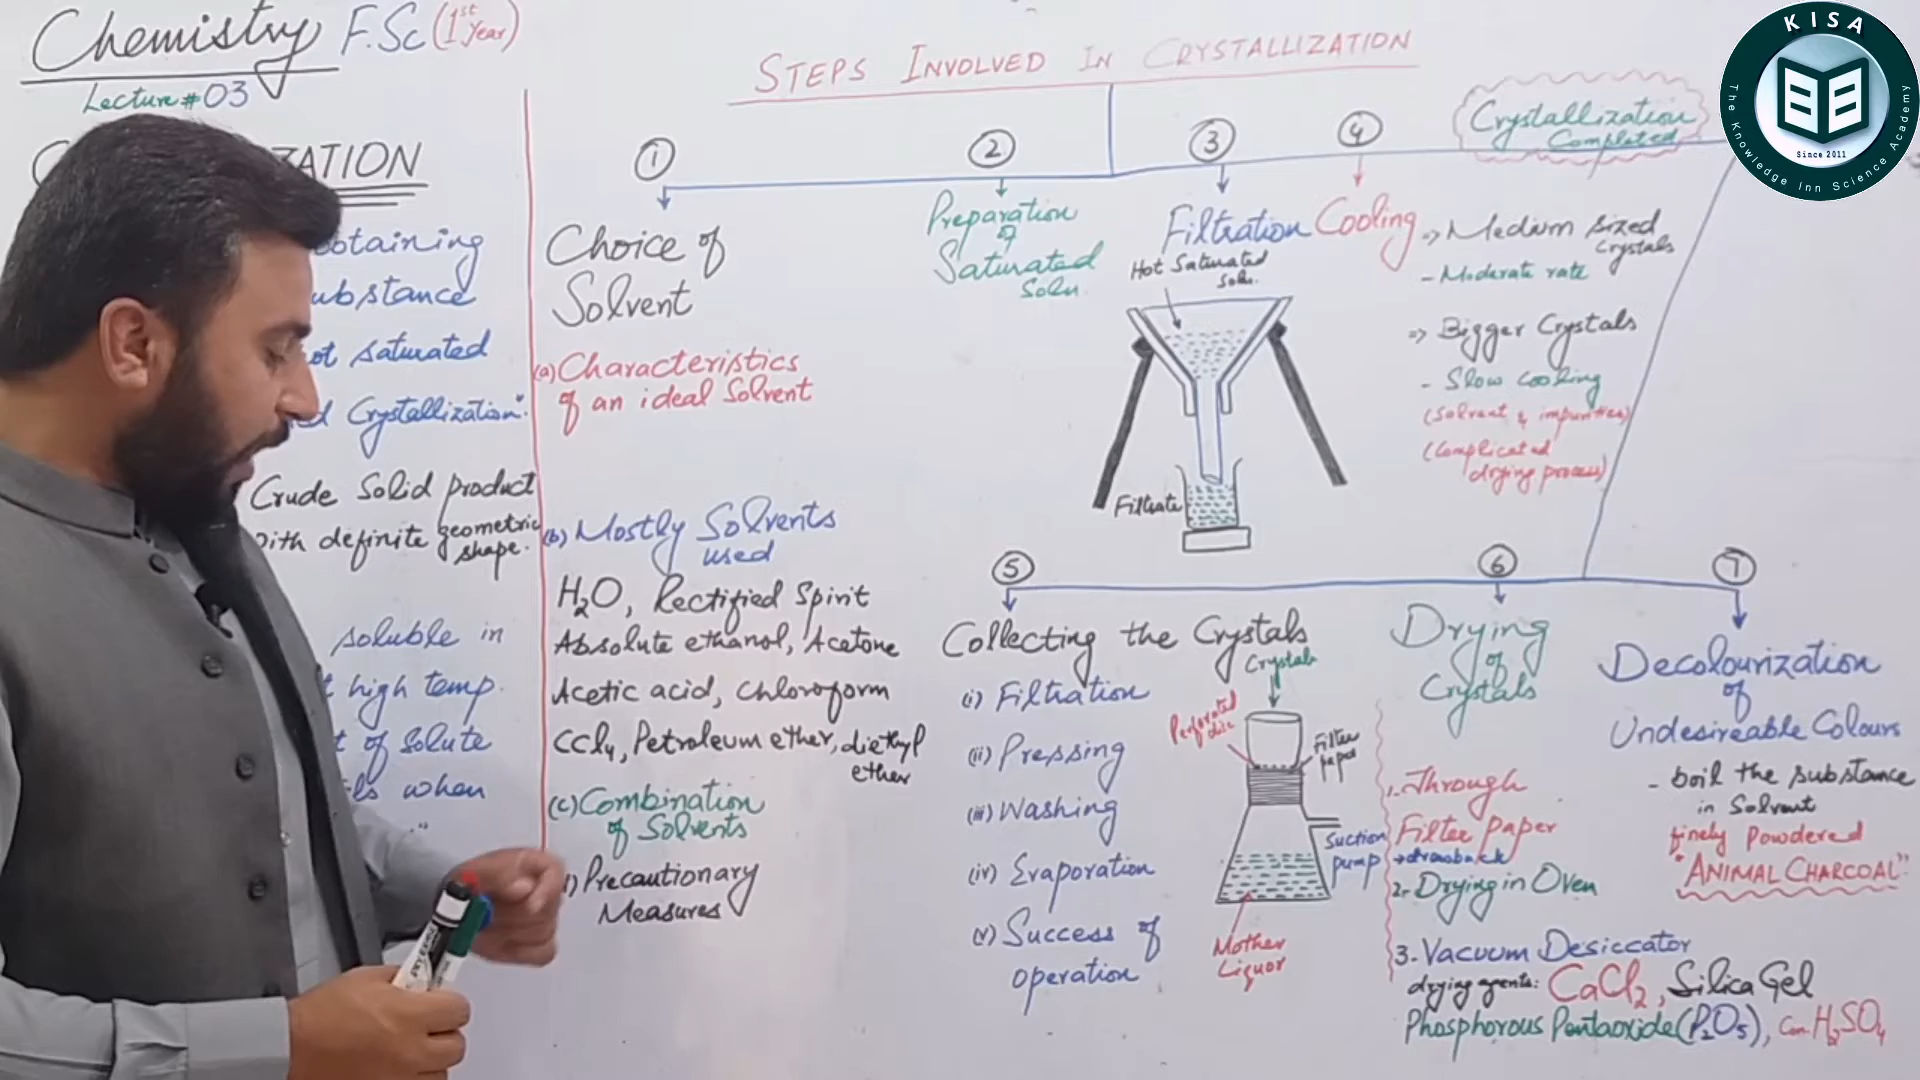 Chemistry F.Sc (1st Year)
Lecture # 03
ZATION
obtaining
substance
hot saturated
Crystallization".
Crude Solid product
with definite geometric
shape.
soluble in
high temp.
of solute
when
STEPS INVOLVED IN CRYSTALLIZATION
1
Choice of
Solvent
(a) Characteristics
of an ideal Solvent
(b) Mostly Solvents
used
H2O, Rectified Spirit
Absolute ethanol, Acetone
Acetic acid, Chloroform
CCl4, Petroleum ether, diethyl
ether
(c) Combination
of Solvents
Precautionary
Measures
2
Preparation
of
Saturated
Solu.
3
Filtration
Hot Saturated
Solu.
Filtrate
4
Cooling
=> Medium Sized
Crystals
- Moderate rate
=> Bigger Crystals
- Slow cooling
(Solvent & impurities)
(Complicated
drying process)
Crystallization
Completed
5
Collecting the Crystals
(i) Filtration
(ii) Pressing
(iii) Washing
(iv) Evaporation
(v) Success of
operation
Crystals
Perforated
disc
Filter
paper
Suction
pump
Mother
Liquor
6
Drying
of
Crystals
1. Through
Filter Paper
→ drawback
2. Drying in Oven
3. Vacuum Desiccator
drying agents: CaCl2, Silica Gel
Phosphorous Pentaoxide (P2O5), Con. H2SO4
7
Decolourization
of
Undesireable Colours
- boil the substance
in Solvent
finely Powdered
"ANIMAL CHARCOAL"
KISA
Since 2011
The Knowledge Inn Science Academy